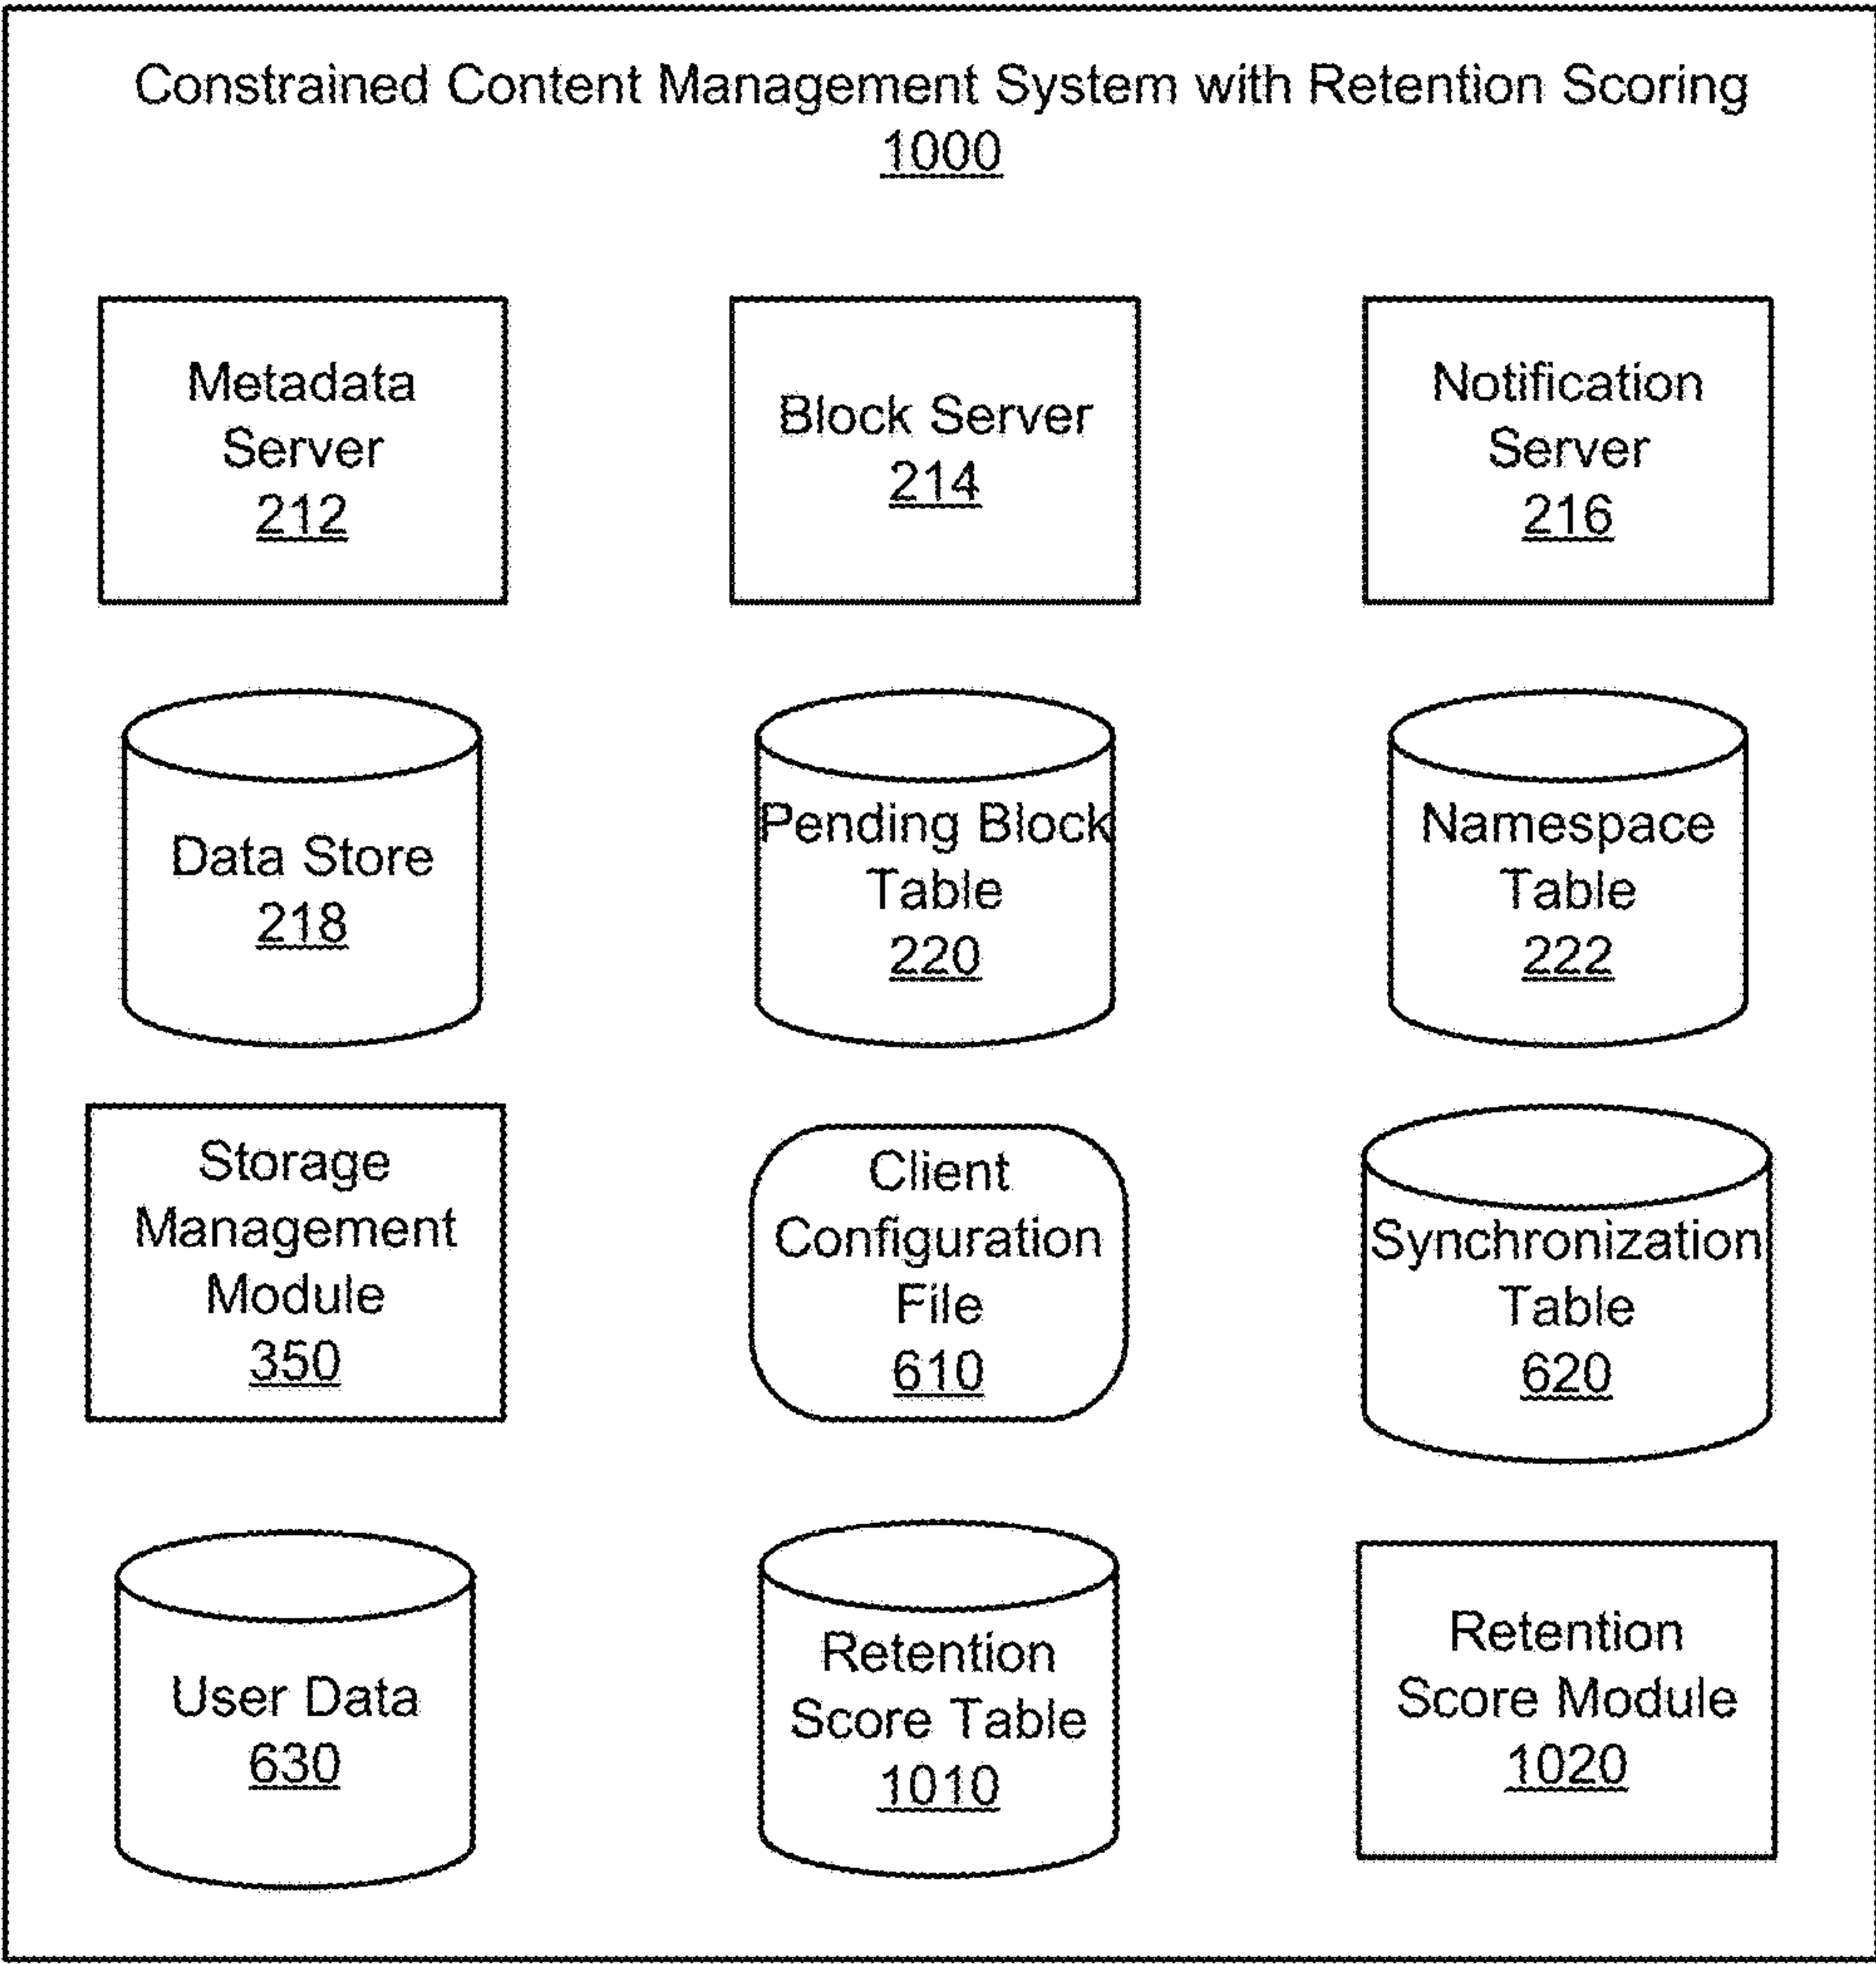 Constrained Content Management System with Retention Scoring
1000
Metadata
Server
212
Block Server
214
Notification
Server
216
Data Store
218
Pending Block
Table
220
Namespace
Table
222
Storage
Management
Module
350
Client
Configuration
File
610
Synchronization
Table
620
User Data
630
Retention
Score Table
1010
Retention
Score Module
1020